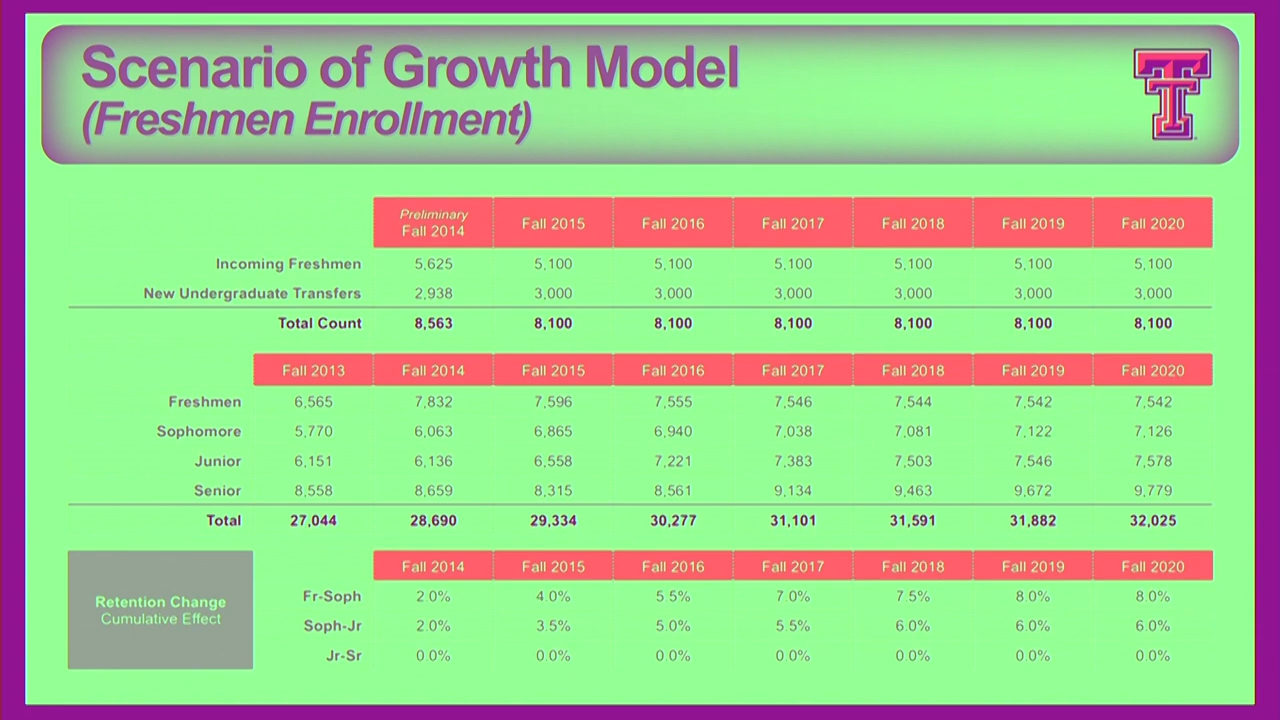 Scenario of Growth Model
(Freshmen Enrollment)
Preliminary
Fall 2014 Fall 2015 Fall 2016 Fall 2017 Fall 2018 Fall 2019 Fall 2020
Incoming Freshmen 5,625 5,100 5,100 5,100 5,100 5,100 5,100
New Undergraduate Transfers 2,938 3,000 3,000 3,000 3,000 3,000 3,000
Total Count 8,563 8,100 8,100 8,100 8,100 8,100 8,100
Fall 2013 Fall 2014 Fall 2015 Fall 2016 Fall 2017 Fall 2018 Fall 2019 Fall 2020
Freshmen 6,565 7,832 7,596 7,555 7,546 7,544 7,542 7,542
Sophomore 5,770 6,063 6,865 6,940 7,038 7,081 7,122 7,126
Junior 6,151 6,136 6,558 7,221 7,383 7,503 7,546 7,578
Senior 8,558 8,659 8,315 8,561 9,134 9,463 9,672 9,779
Total 27,044 28,690 29,334 30,277 31,101 31,591 31,882 32,025
Fall 2014 Fall 2015 Fall 2016 Fall 2017 Fall 2018 Fall 2019 Fall 2020
Retention Change
Cumulative Effect
Fr-Soph 2.0% 4.0% 5.5% 7.0% 7.5% 8.0% 8.0%
Soph-Jr 2.0% 3.5% 5.0% 5.5% 6.0% 6.0% 6.0%
Jr-Sr 0.0% 0.0% 0.0% 0.0% 0.0% 0.0% 0.0%